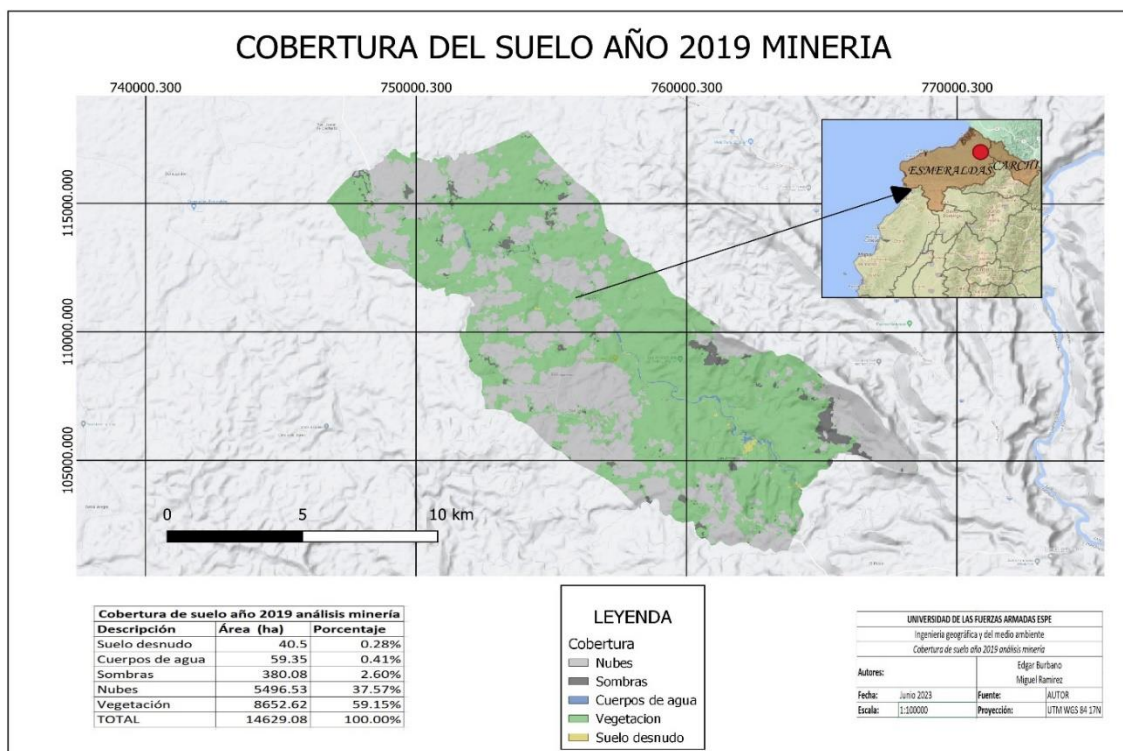 COBERTURA DEL SUELO AÑO 2019 MINERIA
740000.300 750000.300 760000.300 770000.300
115000.000
110000.000
105000.000
ESMERALDAS
CARCHI
0 5 10 km
Cobertura de suelo año 2019 análisis minería
Descripción Área (ha) Porcentaje
Suelo desnudo 40.5 0.28%
Cuerpos de agua 59.35 0.41%
Sombras 380.08 2.60%
Nubes 5496.53 37.57%
Vegetación 8652.62 59.15%
TOTAL 14629.08 100.00%
LEYENDA
Cobertura
Nubes
Sombras
Cuerpos de agua
Vegetacion
Suelo desnudo
UNIVERSIDAD DE LAS FUERZAS ARMADAS ESPE
Ingeniería geográfica y del medio ambiente
Cobertura de suelo año 2019 análisis minería
Autores: Edgar Burbano
Miguel Ramirez
Fecha: Junio 2023 Fuente: AUTOR
Escala: 1:100000 Proyección: UTM WGS 84 17N